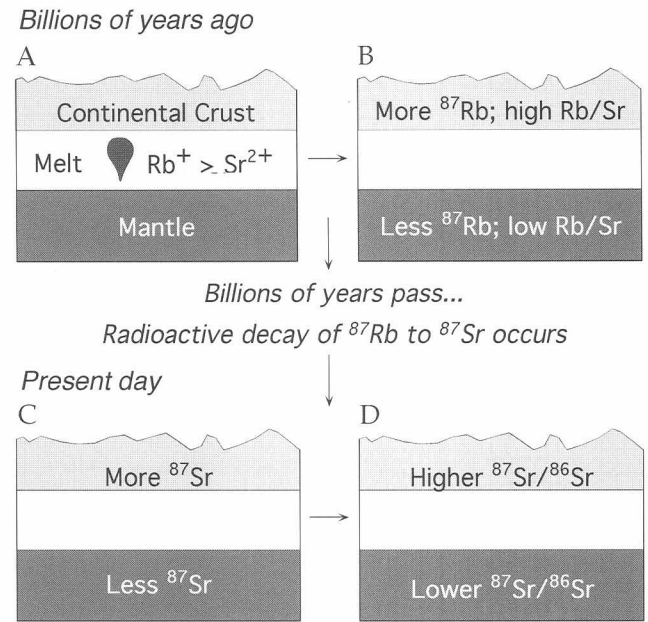 Billions of years ago
A
B
Continental Crust
More ⁸⁷Rb; high Rb/Sr
Melt Rb⁺ > Sr²⁺
Mantle
Less ⁸⁷Rb; low Rb/Sr
Billions of years pass...
Radioactive decay of ⁸⁷Rb to ⁸⁷Sr occurs
Present day
C
D
More ⁸⁷Sr
Higher ⁸⁷Sr/⁸⁶Sr
Less ⁸⁷Sr
Lower ⁸⁷Sr/⁸⁶Sr